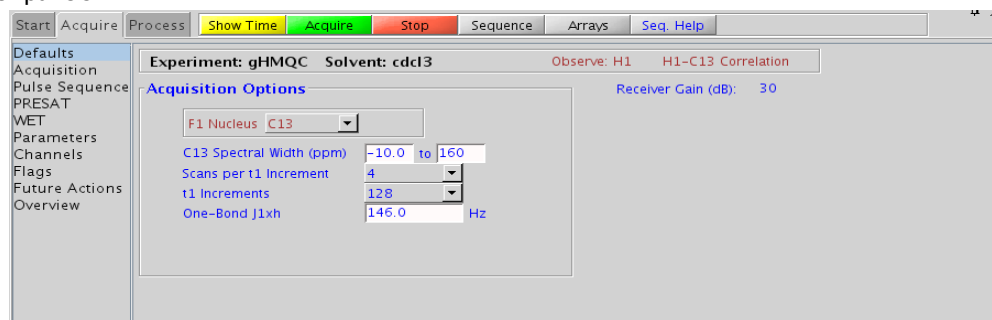 Start Acquire Process Show Time Acquire Stop Sequence Arrays Seq. Help
Defaults
Acquisition
Pulse Sequence
PRESAT
WET
Parameters
Channels
Flags
Future Actions
Overview
Experiment: gHMQC Solvent: cdcl3 Observe: H1 H1-C13 Correlation
Acquisition Options
Receiver Gain (dB): 30
F1 Nucleus C13
C13 Spectral Width (ppm) -10.0 to 160
Scans per t1 Increment 4
t1 Increments 128
One-Bond J1xh 146.0 Hz